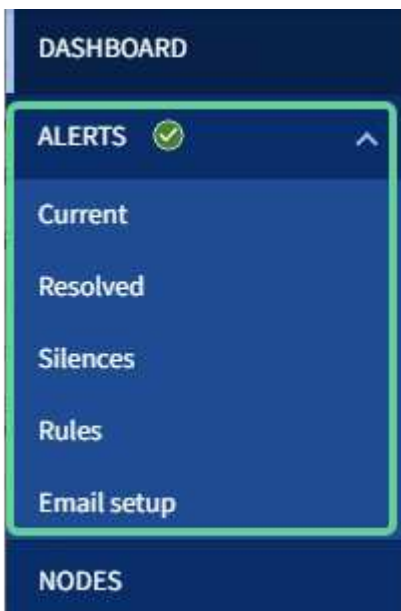 DASHBOARD
ALERTS
Current
Resolved
Silences
Rules
Email setup
NODES